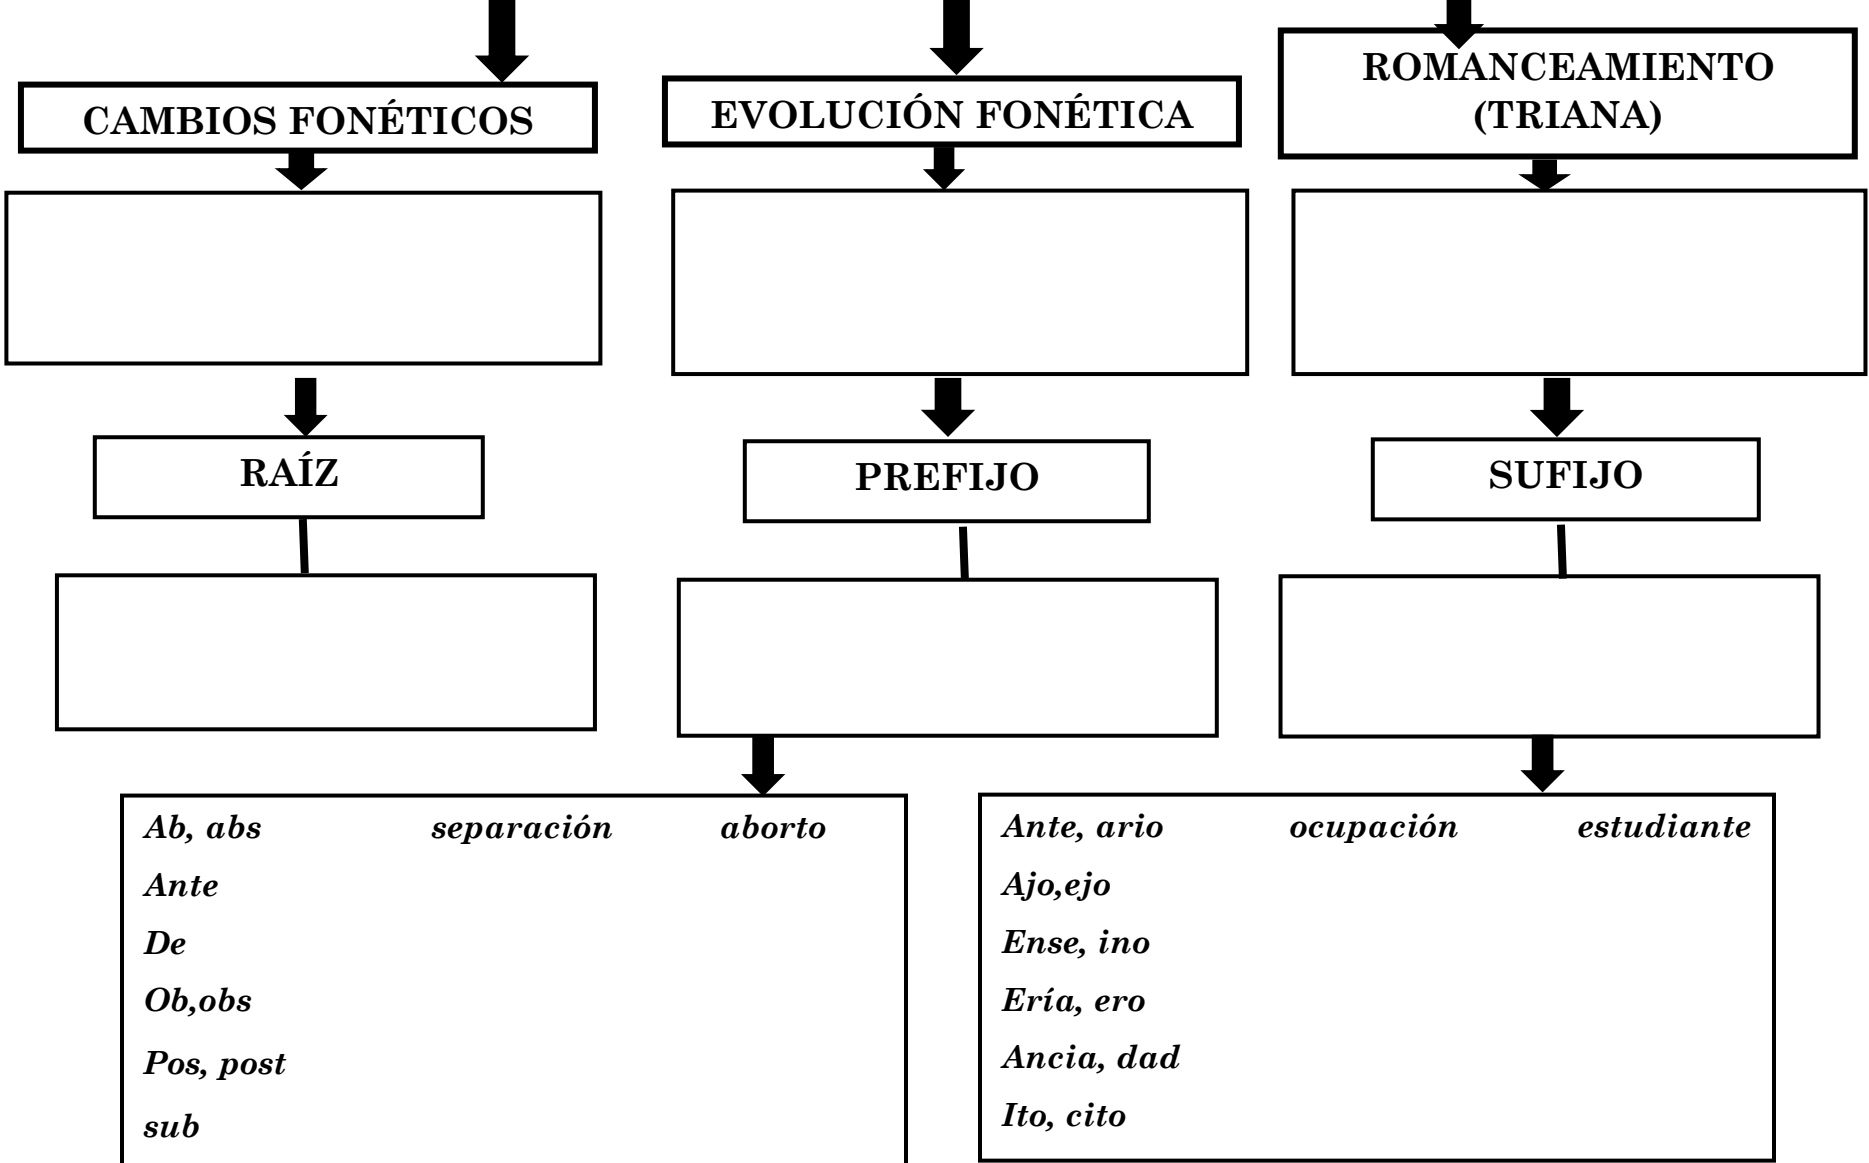 CAMBIOS FONÉTICOS
EVOLUCIÓN FONÉTICA
ROMANCEAMIENTO
(TRIANA)
RAÍZ
PREFIJO
SUFIJO
Ab, abs separación aborto
Ante
De
Ob,obs
Pos, post
sub
Ante, ario ocupación estudiante
Ajo,ejo
Ense, ino
Ería, ero
Ancia, dad
Ito, cito